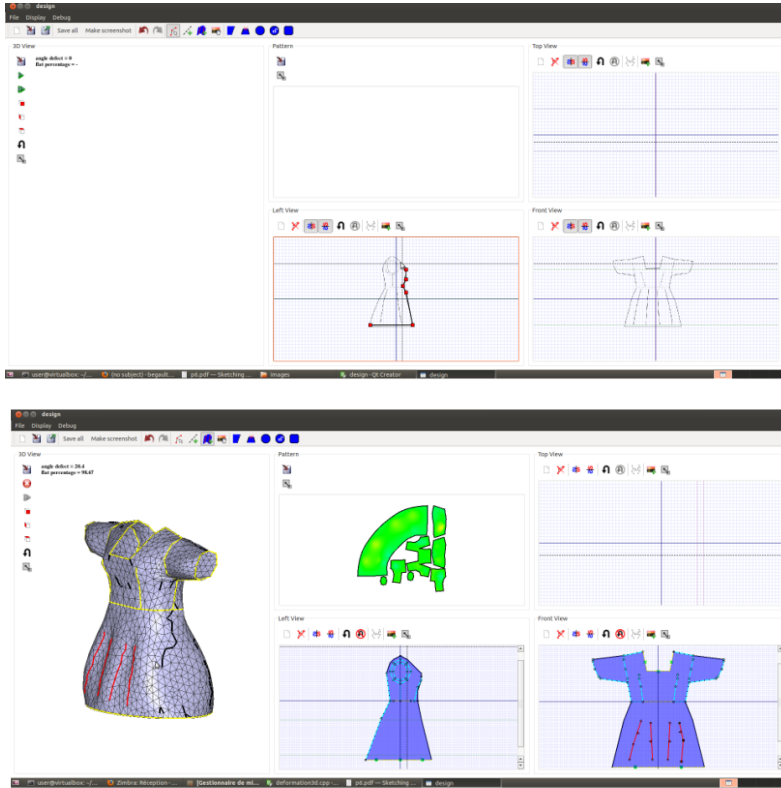 design
File Display Debug
Save all Make screenshot
3D View
angle defect = 0
flat percentage = -
Pattern
Top View
Left View
Front View
user@virtualbox: ~/... (no subject) - begault... p6.pdf — Sketching ... images design - Qt Creator design
design
File Display Debug
Save all Make screenshot
3D View
angle defect = 20.4
flat percentage = 98.67
Pattern
Top View
Left View
Front View
user@virtualbox: ~/... Zimbra: Réception -... [Gestionnaire de mi... deformation3d.cpp -... p6.pdf — Sketching ... design